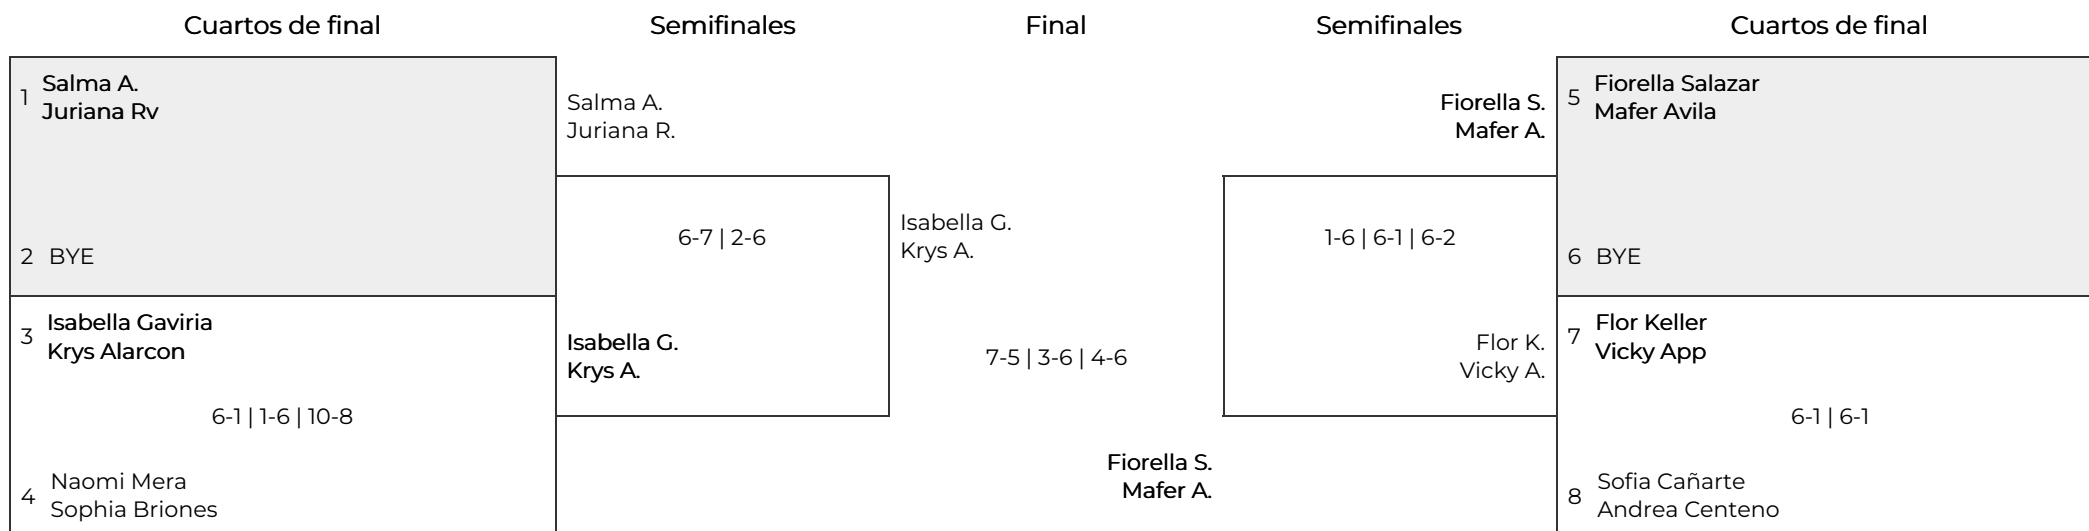 Cuartos de final
Semifinales
Final
Semifinales
Cuartos de final
1
Salma A.
Juriana Rv
2 BYE
3
Isabella Gaviria
Krys Alarcon
6-1 | 1-6 | 10-8
4
Naomi Mera
Sophia Briones
Salma A.
Juriana R.
6-7 | 2-6
Isabella G.
Krys A.
Isabella G.
Krys A.
7-5 | 3-6 | 4-6
Fiorella S.
Mafer A.
Fiorella S.
Mafer A.
1-6 | 6-1 | 6-2
Flor K.
Vicky A.
5
Fiorella Salazar
Mafer Avila
6 BYE
7
Flor Keller
Vicky App
6-1 | 6-1
8
Sofia Cañarte
Andrea Centeno